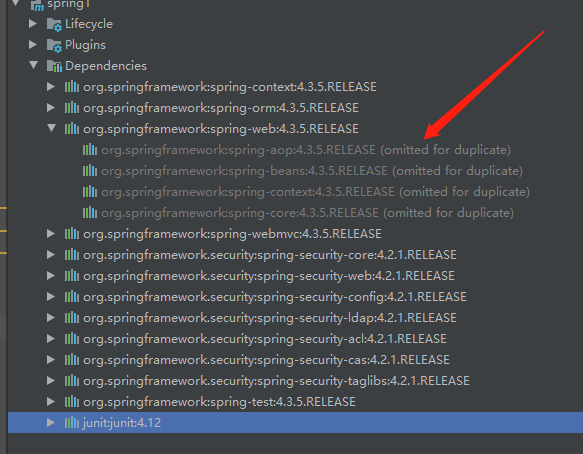 spring1
Lifecycle
Plugins
Dependencies
org.springframework:spring-context:4.3.5.RELEASE
org.springframework:spring-orm:4.3.5.RELEASE
org.springframework:spring-web:4.3.5.RELEASE
org.springframework:spring-aop:4.3.5.RELEASE (omitted for duplicate)
org.springframework:spring-beans:4.3.5.RELEASE (omitted for duplicate)
org.springframework:spring-context:4.3.5.RELEASE (omitted for duplicate)
org.springframework:spring-core:4.3.5.RELEASE (omitted for duplicate)
org.springframework:spring-webmvc:4.3.5.RELEASE
org.springframework.security:spring-security-core:4.2.1.RELEASE
org.springframework.security:spring-security-web:4.2.1.RELEASE
org.springframework.security:spring-security-config:4.2.1.RELEASE
org.springframework.security:spring-security-ldap:4.2.1.RELEASE
org.springframework.security:spring-security-acl:4.2.1.RELEASE
org.springframework.security:spring-security-cas:4.2.1.RELEASE
org.springframework.security:spring-security-taglibs:4.2.1.RELEASE
org.springframework:spring-test:4.3.5.RELEASE
junit:junit:4.12